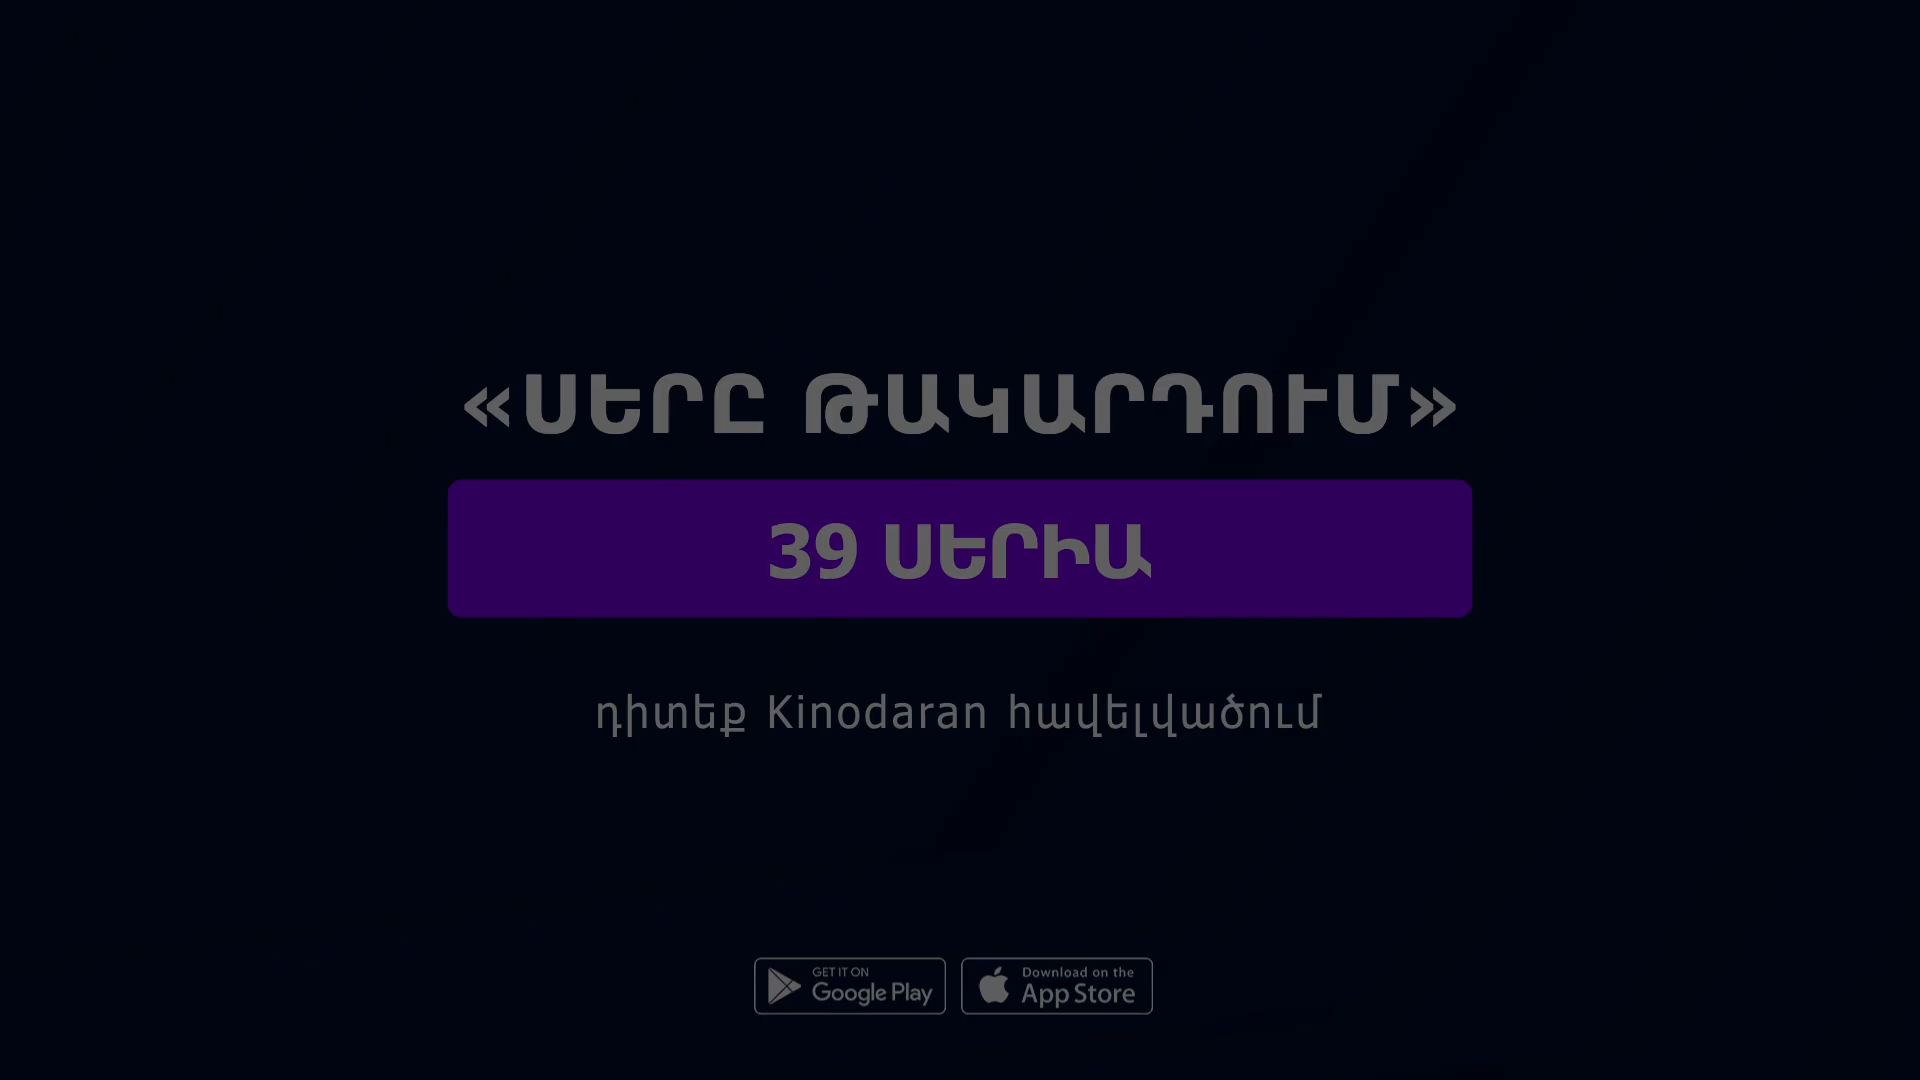 «ՍԵՐԸ ԹԱԿԱՐԴՈՒՄ»
39 ՍԵՐԻԱ
դիտեք Kinodaran հավելվածում
GET IT ON
Google Play
Download on the
App Store